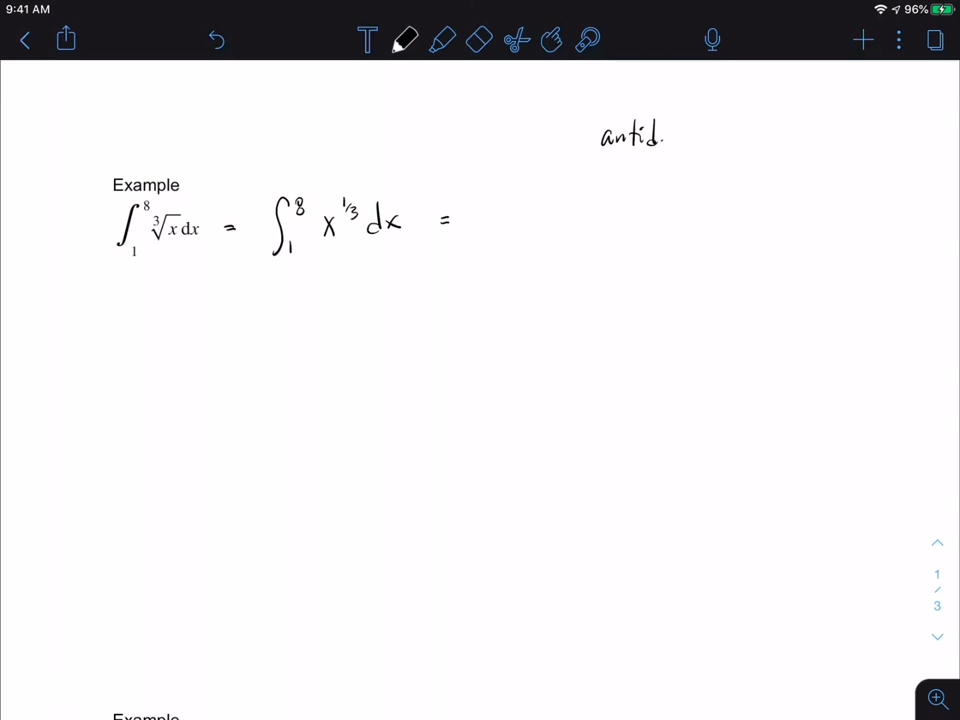 9:41 AM 96%
T
antid.
Example
∫₁⁸ ∛x dx = ∫₁⁸ x^{1/3} dx =
1
/
3
Example